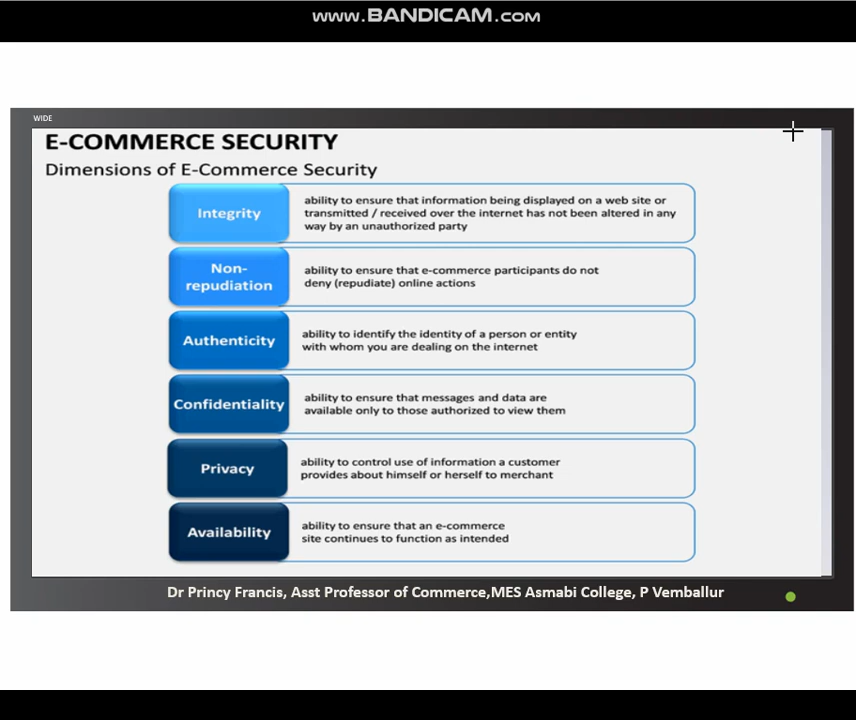 www.BANDICAM.com
WIDE
E-COMMERCE SECURITY
Dimensions of E-Commerce Security
Integrity
ability to ensure that information being displayed on a web site or
transmitted / received over the internet has not been altered in any
way by an unauthorized party
Non-
repudiation
ability to ensure that e-commerce participants do not
deny (repudiate) online actions
Authenticity
ability to identify the identity of a person or entity
with whom you are dealing on the internet
Confidentiality
ability to ensure that messages and data are
available only to those authorized to view them
Privacy
ability to control use of information a customer
provides about himself or herself to merchant
Availability
ability to ensure that an e-commerce
site continues to function as intended
Dr Princy Francis, Asst Professor of Commerce,MES Asmabi College, P Vemballur